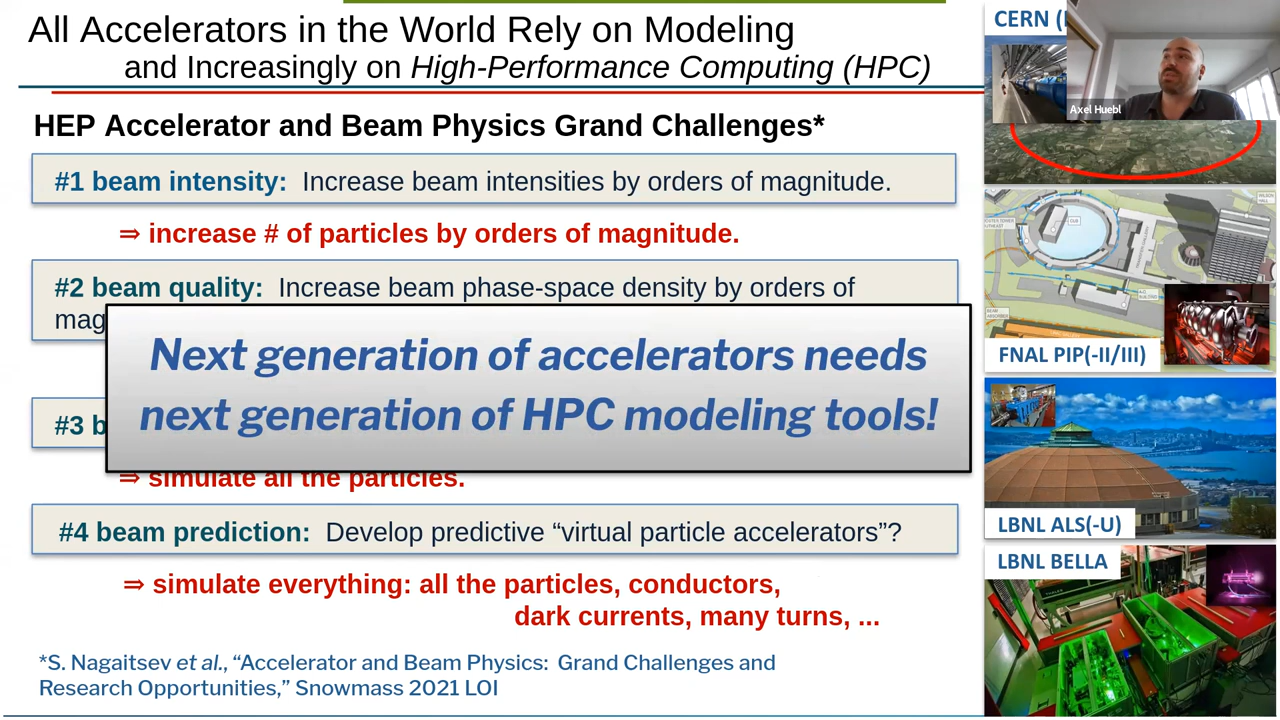 All Accelerators in the World Rely on Modeling
and Increasingly on High-Performance Computing (HPC)
HEP Accelerator and Beam Physics Grand Challenges*
#1 beam intensity: Increase beam intensities by orders of magnitude.
⇒ increase # of particles by orders of magnitude.
#2 beam quality: Increase beam phase-space density by orders of
mag
Next generation of accelerators needs
next generation of HPC modeling tools!
#3 b
⇒ simulate all the particles.
#4 beam prediction: Develop predictive “virtual particle accelerators”?
⇒ simulate everything: all the particles, conductors,
dark currents, many turns, ...
*S. Nagaitsev et al., “Accelerator and Beam Physics: Grand Challenges and
Research Opportunities,” Snowmass 2021 LOI
CERN (
Axel Huebl
FNAL PIP(-II/III)
LBNL ALS(-U)
LBNL BELLA